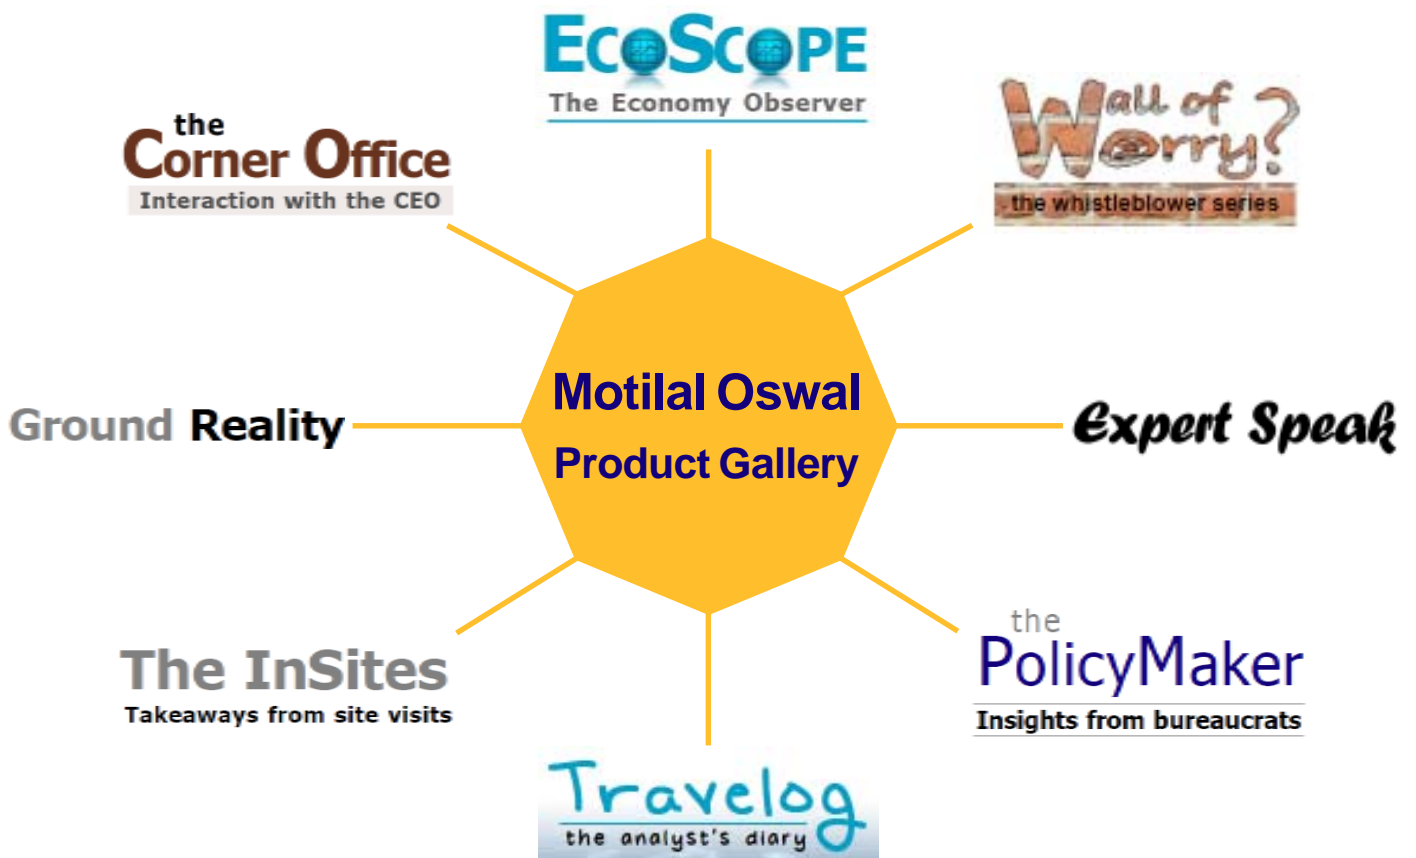 EcoScope
The Economy Observer
Wall of
Worry?
the whistleblower series
the
Corner Office
Interaction with the CEO
Motilal Oswal
Product Gallery
Ground Reality
Expert Speak
the
PolicyMaker
Insights from bureaucrats
The InSites
Takeaways from site visits
Travelog
the analyst's diary